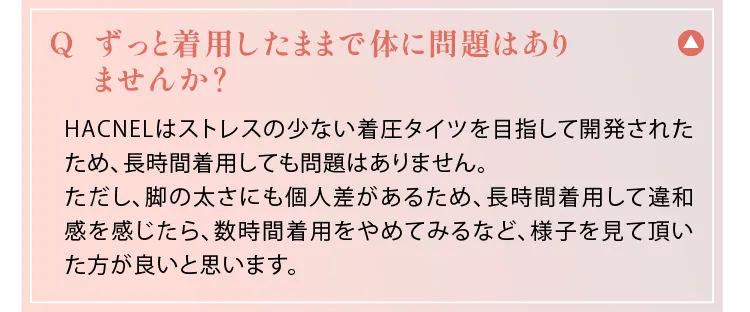 Q ずっと着用したままで体に問題はあり
ませんか？
HACNELはストレスの少ない着圧タイツを目指して開発された
ため、長時間着用しても問題はありません。
ただし、脚の太さにも個人差があるため、長時間着用して違和
感を感じたら、数時間着用をやめてみるなど、様子を見て頂い
た方が良いと思います。